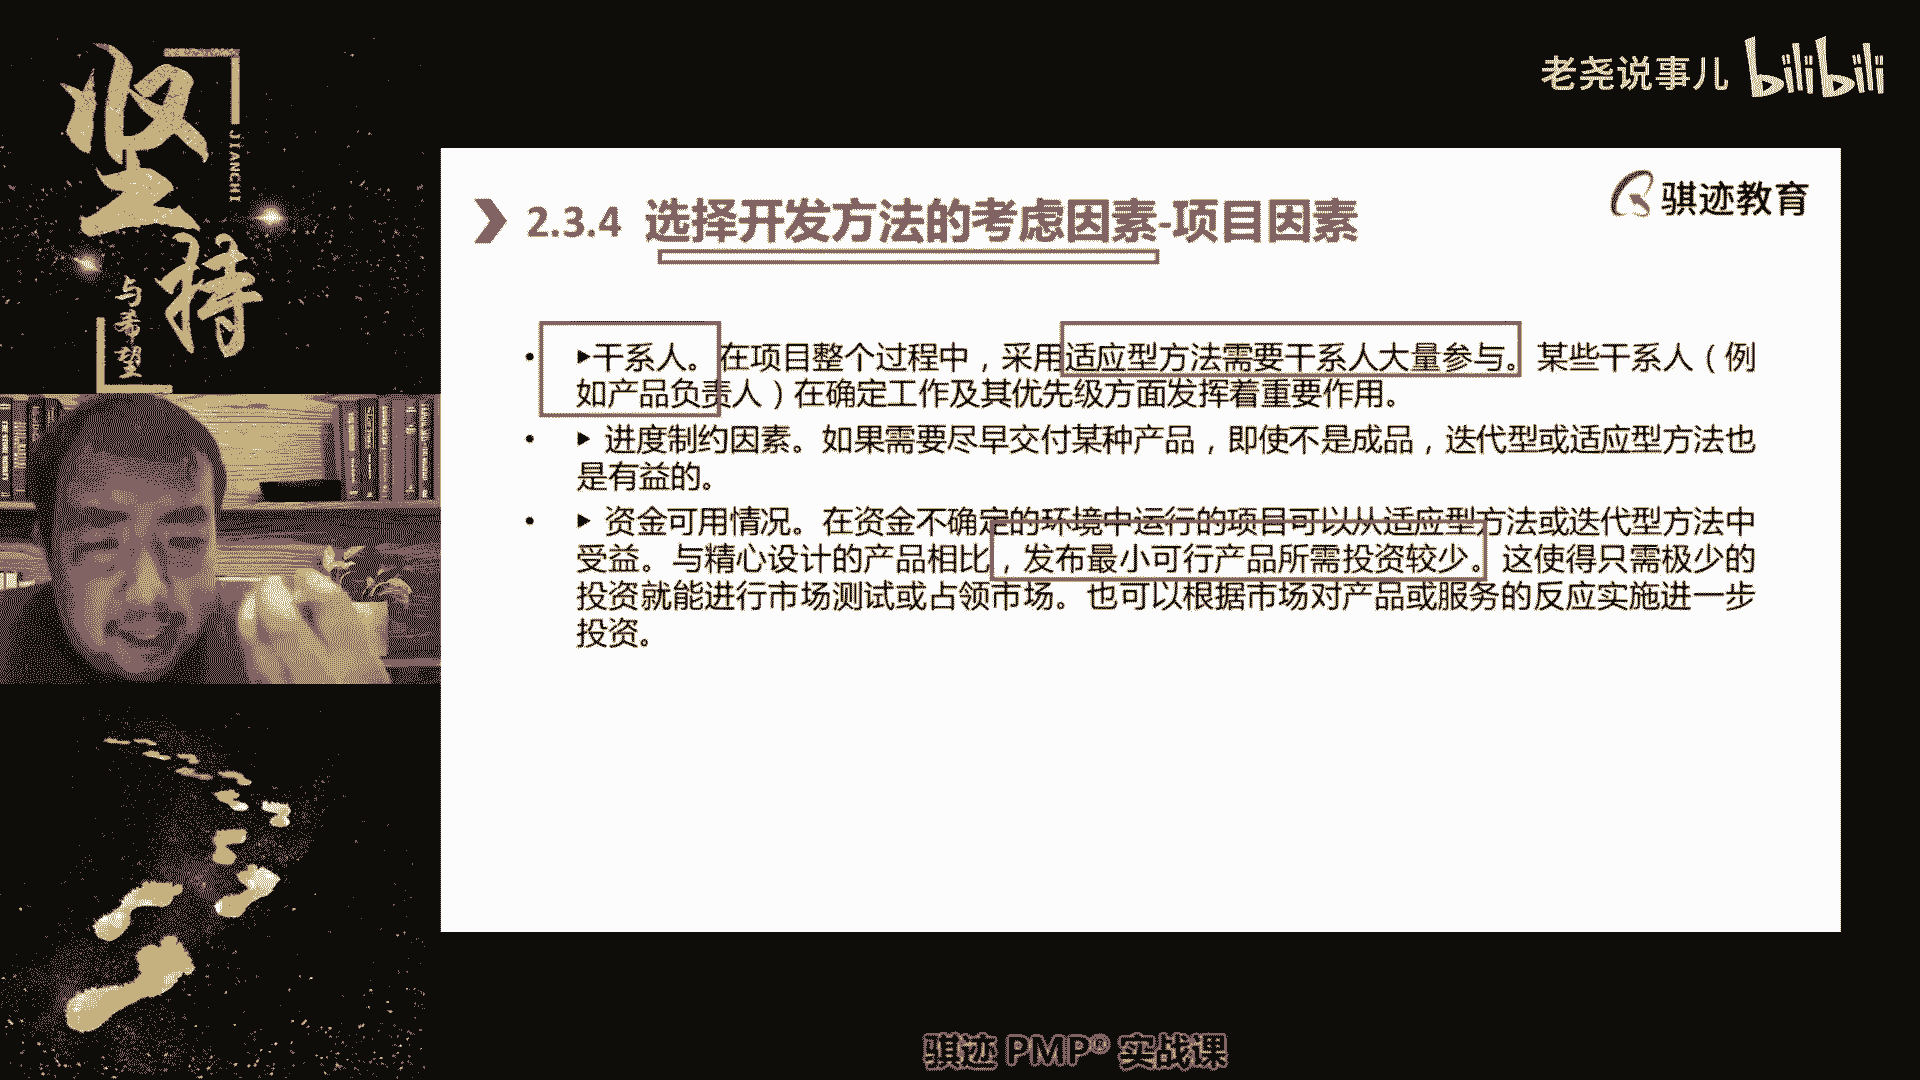 坚持
JIANCHI
与希望
老尧说事儿 bilibili
骐迹教育
2.3.4 选择开发方法的考虑因素-项目因素
• ▶干系人。在项目整个过程中，采用适应型方法需要干系人大量参与。某些干系人（例
如产品负责人）在确定工作及其优先级方面发挥着重要作用。
• ▶ 进度制约因素。如果需要尽早交付某种产品，即使不是成品，迭代型或适应型方法也
是有益的。
• ▶ 资金可用情况。在资金不确定的环境中运行的项目可以从适应型方法或迭代型方法中
受益。与精心设计的产品相比，发布最小可行产品所需投资较少。这使得只需极少的
投资就能进行市场测试或占领市场。也可以根据市场对产品或服务的反应实施进一步
投资。
骐迹 PMP® 实战课